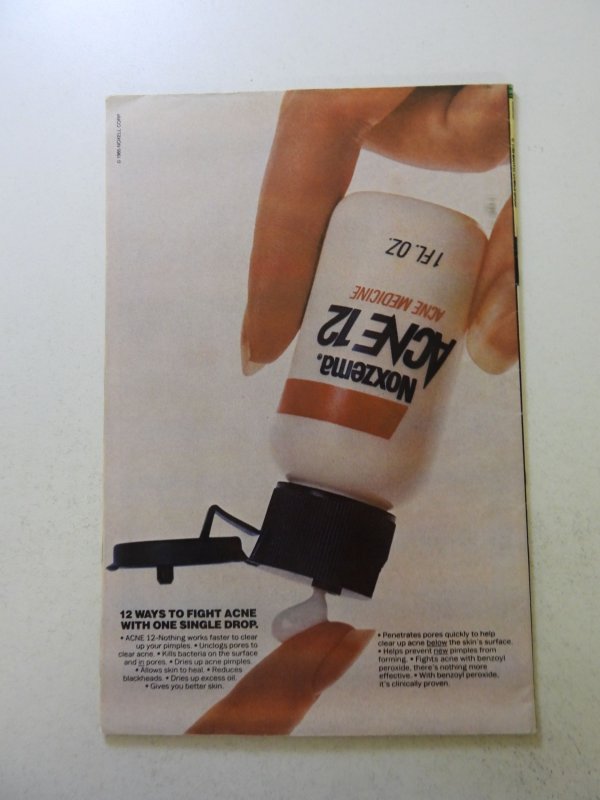 © 1985 NOXELL CORP.
1 FL. OZ.
ACNE MEDICINE
ACNE 12
Noxzema.
12 WAYS TO FIGHT ACNE
WITH ONE SINGLE DROP.
• ACNE 12-Nothing works faster to clear
up your pimples. • Unclogs pores to
clear acne. • Kills bacteria on the surface
and in pores. • Dries up acne pimples.
• Allows skin to heal. • Reduces
blackheads. • Dries up excess oil.
• Gives you better skin.
• Penetrates pores quickly to help
clear up acne below the skin's surface.
• Helps prevent new pimples from
forming. • Fights acne with benzoyl
peroxide, there's nothing more
effective. • With benzoyl peroxide,
it's clinically proven.